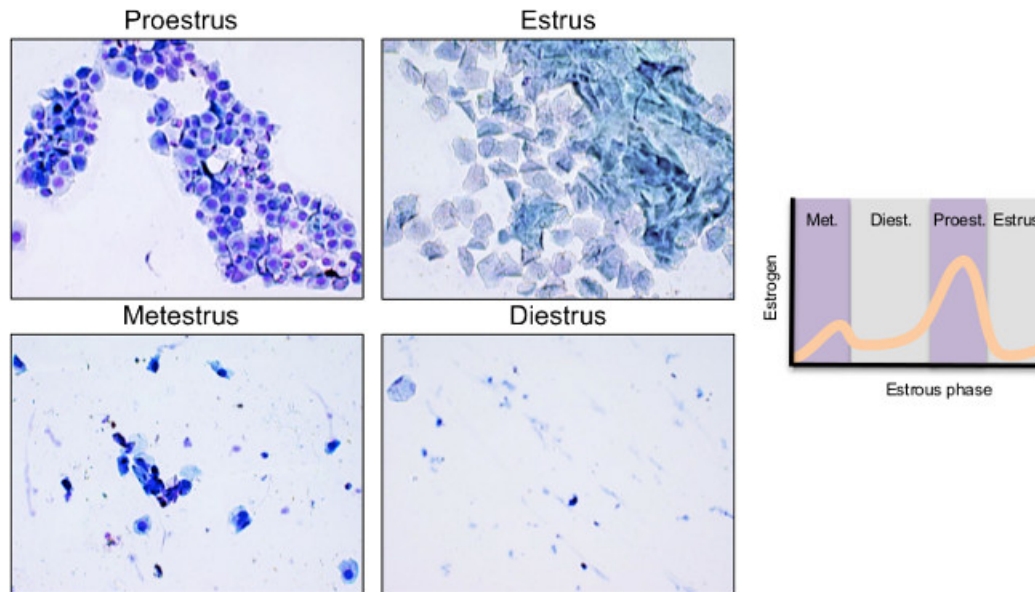 Proestrus
Estrus
Metestrus
Diestrus
Met.
Diest.
Proest.
Estrus
Estrogen
Estrous phase